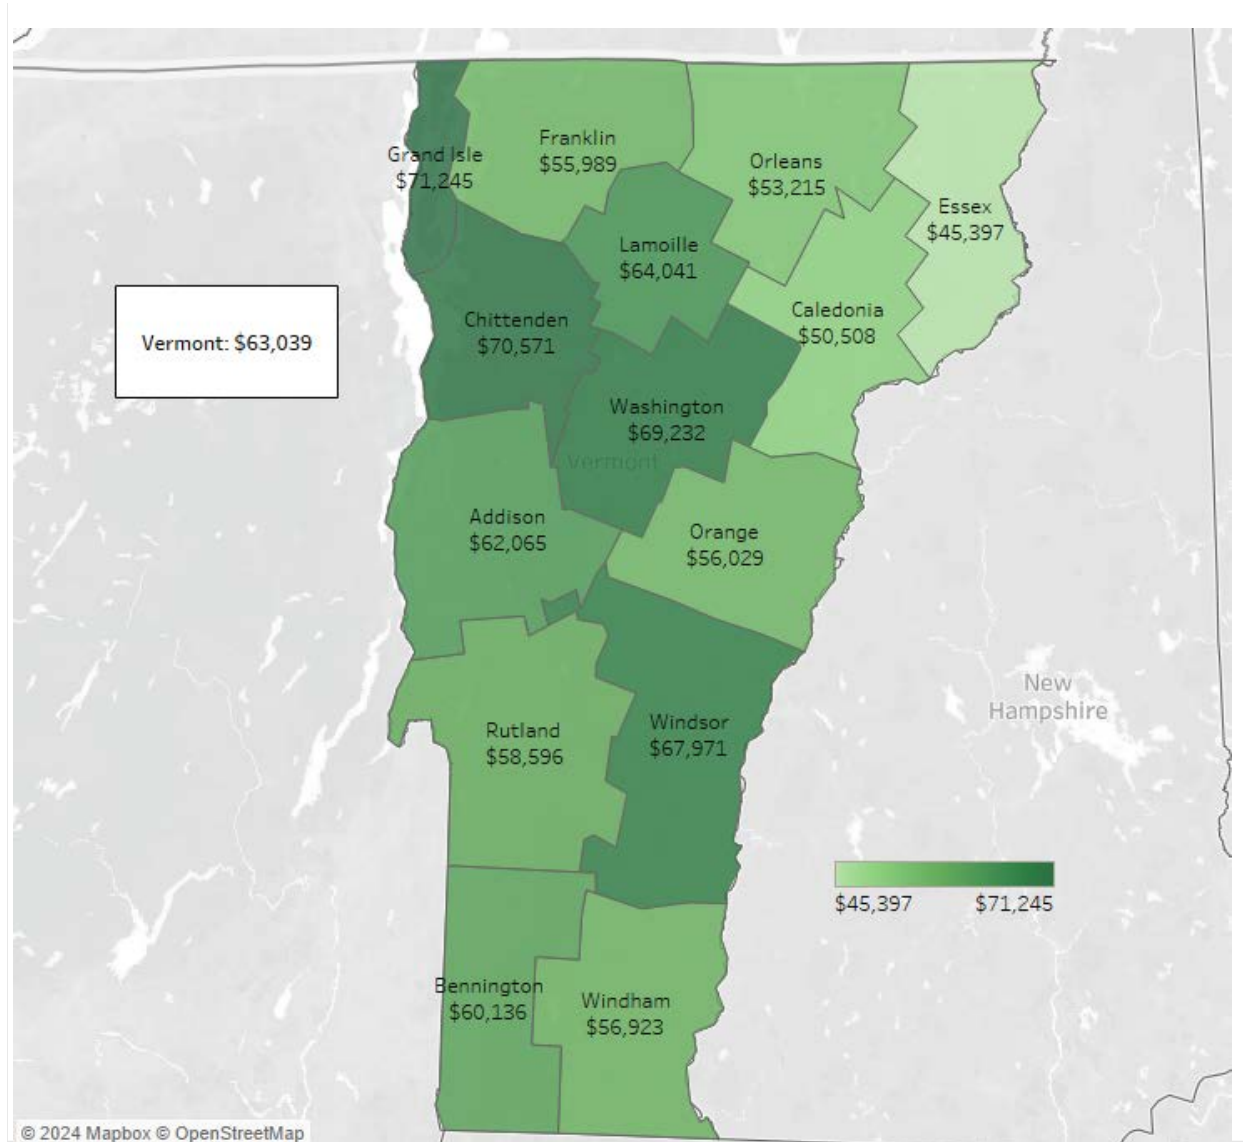 Franklin
$55,989
Grand Isle
$71,245
Orleans
$53,215
Essex
$45,397
Lamoille
$64,041
Caledonia
$50,508
Chittenden
$70,571
Vermont: $63,039
Washington
$69,232
Vermont
Addison
$62,065
Orange
$56,029
New
Hampshire
Rutland
$58,596
Windsor
$67,971
$45,397 $71,245
Bennington
$60,136
Windham
$56,923
© 2024 Mapbox © OpenStreetMap